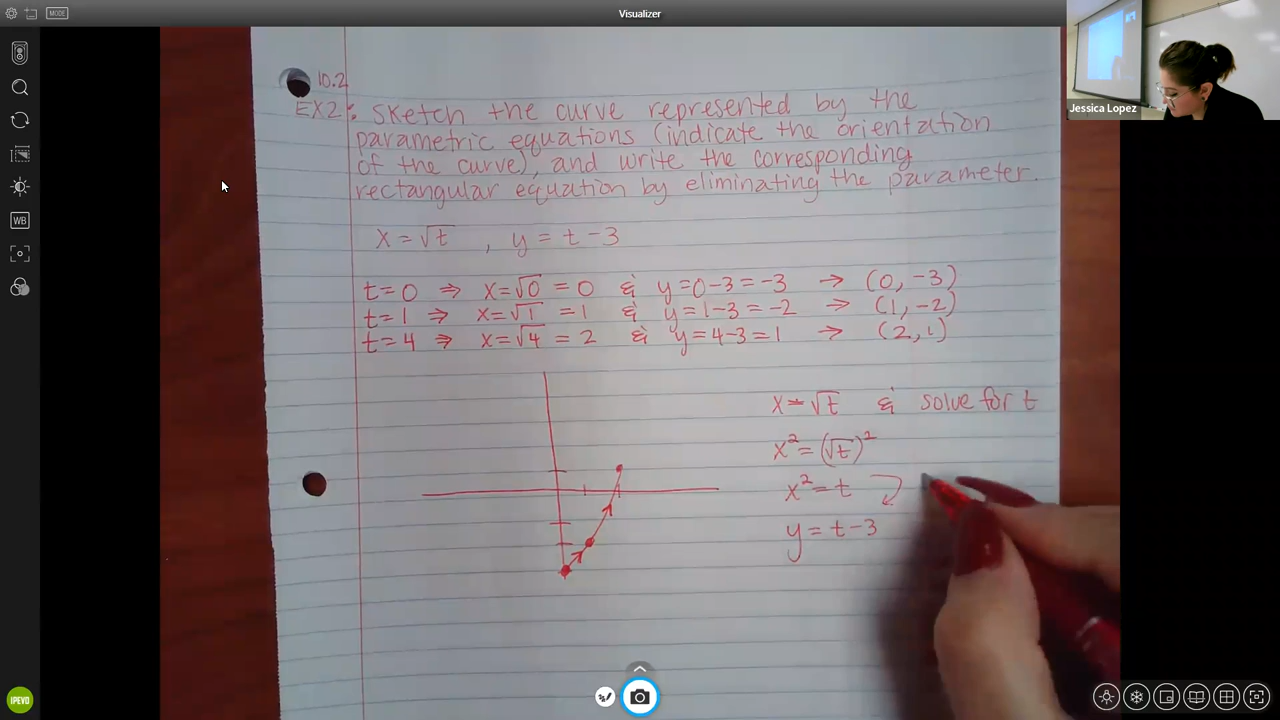 MODE
Visualizer
Jessica Lopez
10.2
EX2: Sketch the curve represented by the
parametric equations (indicate the orientation
of the curve), and write the corresponding
rectangular equation by eliminating the parameter.
x = √t , y = t - 3
t = 0 ⇒ x = √0 = 0 & y = 0 - 3 = -3 → (0, -3)
t = 1 ⇒ x = √1 = 1 & y = 1 - 3 = -2 → (1, -2)
t = 4 ⇒ x = √4 = 2 & y = 4 - 3 = 1 → (2, 1)
x = √t & solve for t
x² = (√t)²
x² = t
y = t - 3
WB
IPEVO